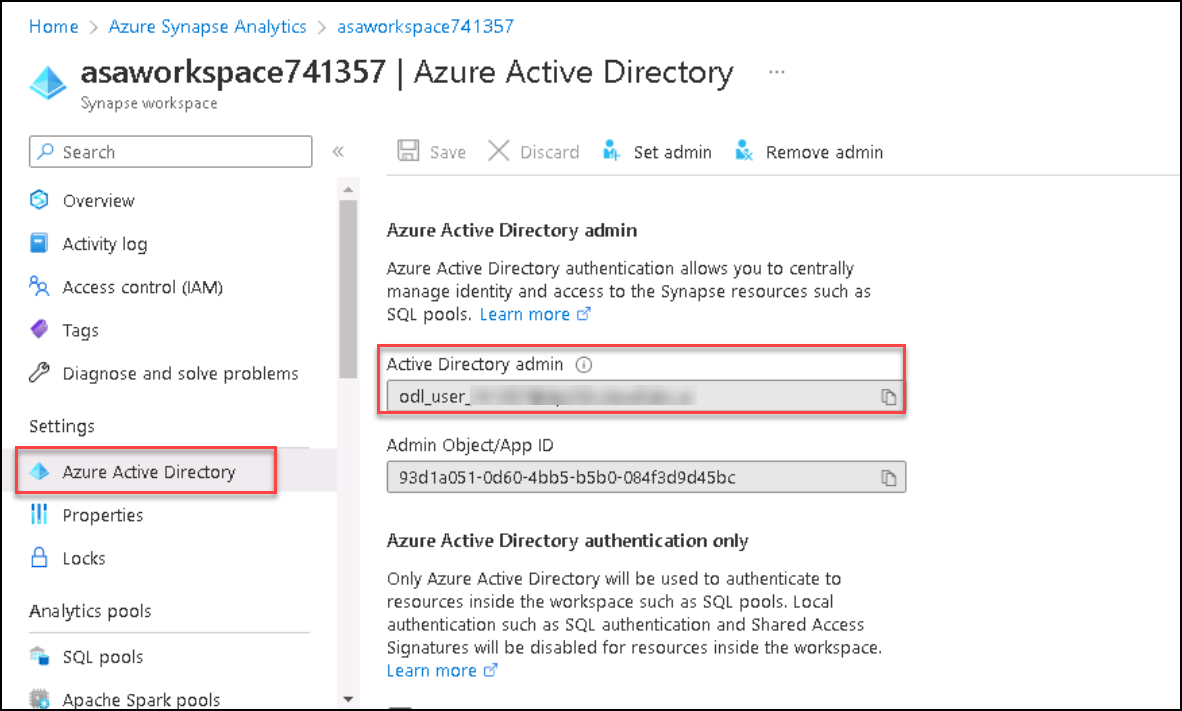 Home > Azure Synapse Analytics > asaworkspace741357
asaworkspace741357 | Azure Active Directory ...
Synapse workspace
Search
«
Save
Discard
Set admin
Remove admin
Overview
Activity log
Access control (IAM)
Tags
Diagnose and solve problems
Settings
Azure Active Directory
Properties
Locks
Analytics pools
SQL pools
Apache Spark pools
Azure Active Directory admin
Azure Active Directory authentication allows you to centrally
manage identity and access to the Synapse resources such as
SQL pools. Learn more
Active Directory admin
odl_user_
Admin Object/App ID
93d1a051-0d60-4bb5-b5b0-084f3d9d45bc
Azure Active Directory authentication only
Only Azure Active Directory will be used to authenticate to
resources inside the workspace such as SQL pools. Local
authentication such as SQL authentication and Shared Access
Signatures will be disabled for resources inside the workspace.
Learn more